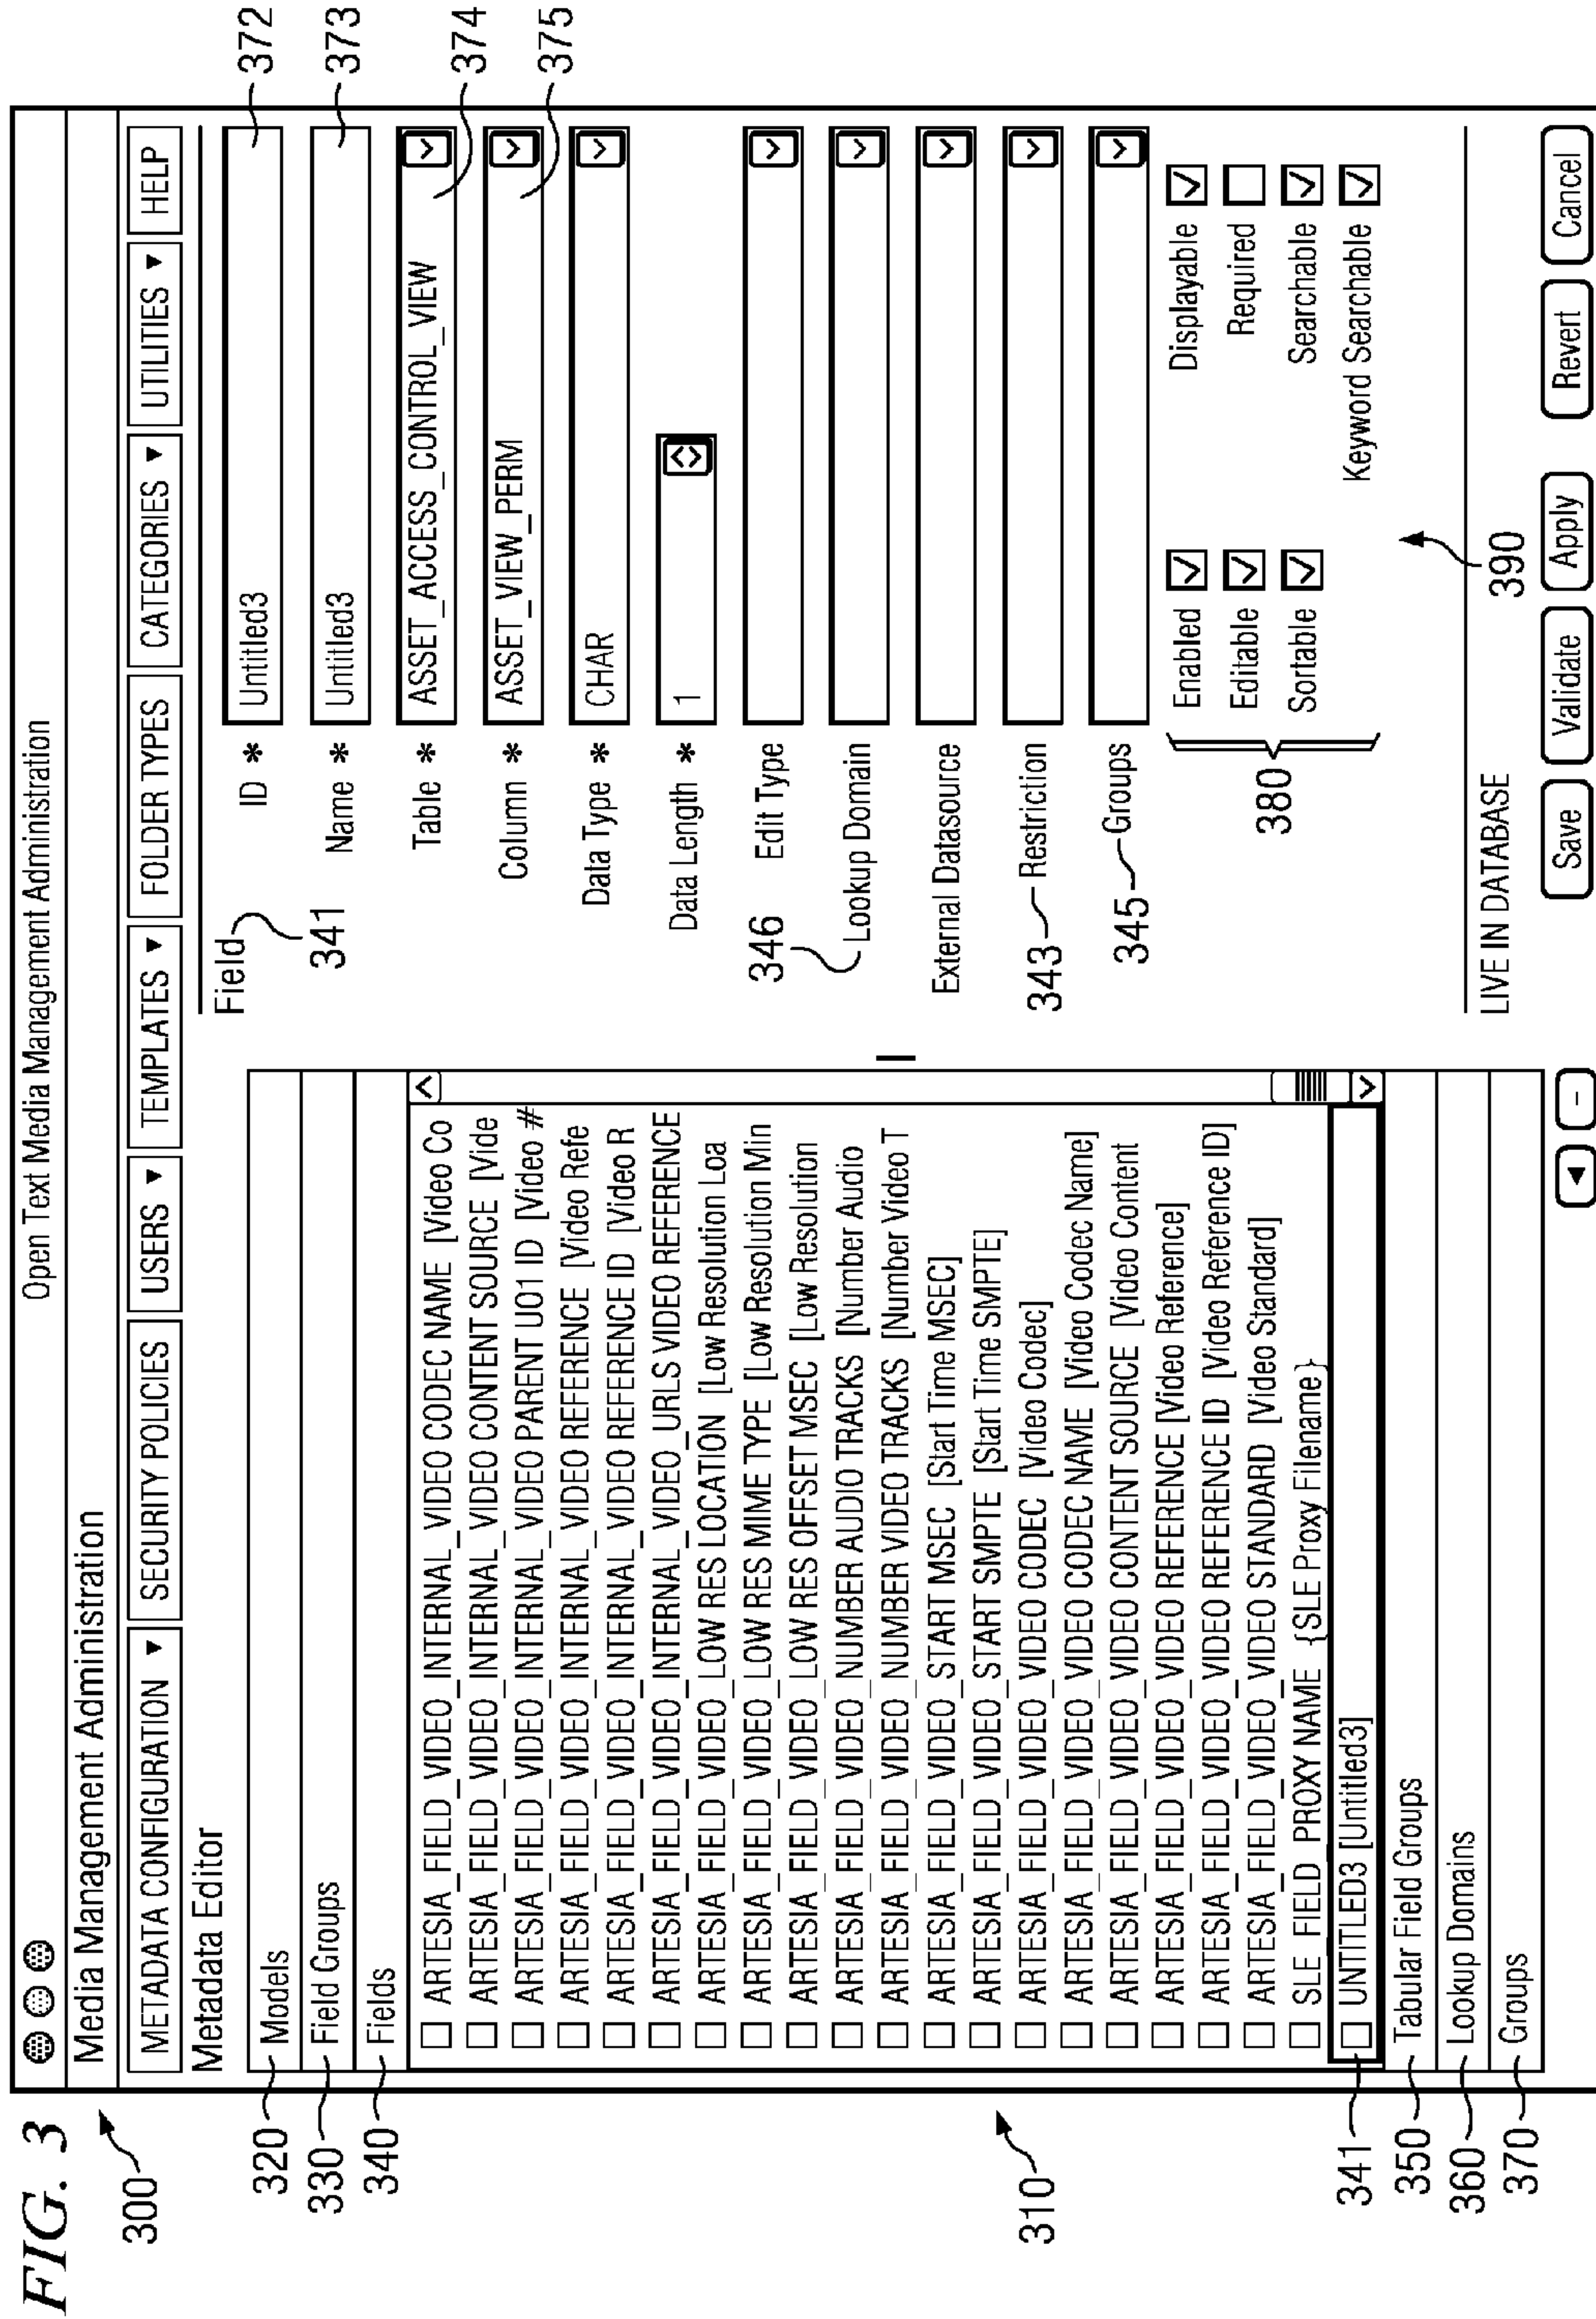 FIG. 3
300
Open Text Media Management Administration
Media Management Administration
METADATA CONFIGURATION ▼ SECURITY POLICIES USERS ▼ TEMPLATES ▼ FOLDER TYPES CATEGORIES ▼ UTILITIES ▼ HELP
Metadata Editor
320 Models
330 Field Groups
340 Fields
ARTESIA_FIELD_VIDEO_INTERNAL_VIDEO CODEC NAME [Video Co
ARTESIA_FIELD_VIDEO_INTERNAL_VIDEO CONTENT SOURCE [Vide
ARTESIA_FIELD_VIDEO_INTERNAL_VIDEO PARENT UO1 ID [Video #
ARTESIA_FIELD_VIDEO_INTERNAL_VIDEO REFERENCE [Video Refe
ARTESIA_FIELD_VIDEO_INTERNAL_VIDEO REFERENCE ID [Video R
ARTESIA_FIELD_VIDEO_INTERNAL_VIDEO_URLS VIDEO REFERENCE
ARTESIA_FIELD_VIDEO_LOW RES LOCATION [Low Resolution Loa
ARTESIA_FIELD_VIDEO_LOW RES MIME TYPE [Low Resolution Min
ARTESIA_FIELD_VIDEO_LOW RES OFFSET MSEC [Low Resolution
ARTESIA_FIELD_VIDEO_NUMBER AUDIO TRACKS [Number Audio
ARTESIA_FIELD_VIDEO_NUMBER VIDEO TRACKS [Number Video T
ARTESIA_FIELD_VIDEO_START MSEC [Start Time MSEC]
ARTESIA_FIELD_VIDEO_START SMPTE [Start Time SMPTE]
ARTESIA_FIELD_VIDEO_VIDEO CODEC [Video Codec]
ARTESIA_FIELD_VIDEO_VIDEO CODEC NAME [Video Codec Name]
ARTESIA_FIELD_VIDEO_VIDEO CONTENT SOURCE [Video Content
ARTESIA_FIELD_VIDEO_VIDEO REFERENCE [Video Reference]
ARTESIA_FIELD_VIDEO_VIDEO REFERENCE ID [Video Reference ID]
ARTESIA_FIELD_VIDEO_VIDEO STANDARD [Video Standard]
SLE_FIELD_PROXY NAME {SLE Proxy Filename}
341 UNTITLED3 [Untitled3]
350 Tabular Field Groups
360 Lookup Domains
370 Groups
310
◀ -
Field
341
ID * Untitled3 372
Name * Untitled3 373
Table * ASSET_ACCESS_CONTROL_VIEW 374
Column * ASSET_VIEW_PERM 375
Data Type * CHAR
Data Length * 1
Edit Type
346 Lookup Domain
External Datasource
343 Restriction
345 Groups
380
Enabled Displayable
Editable Required
Sortable Searchable
Keyword Searchable
390
LIVE IN DATABASE
Save Validate Apply Revert Cancel